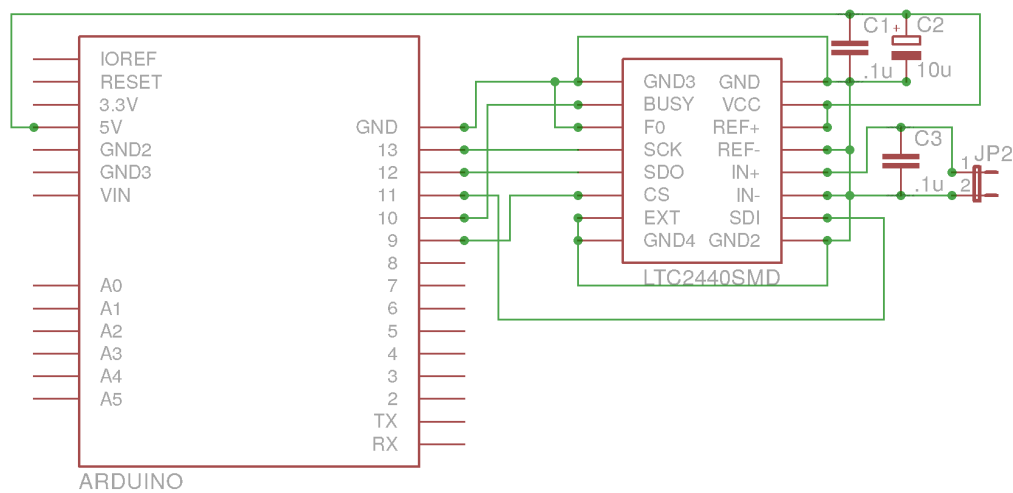 C1 + C2
.1u 10u
IOREF
RESET
3.3V
5V
GND2
GND3
VIN
A0
A1
A2
A3
A4
A5
GND
13
12
11
10
9
8
7
6
5
4
3
2
TX
RX
ARDUINO
GND3 GND
BUSY VCC
F0 REF+
SCK REF-
SDO IN+
CS IN-
EXT SDI
GND4 GND2
LTC2440SMD
C3
.1u
JP2
1
2